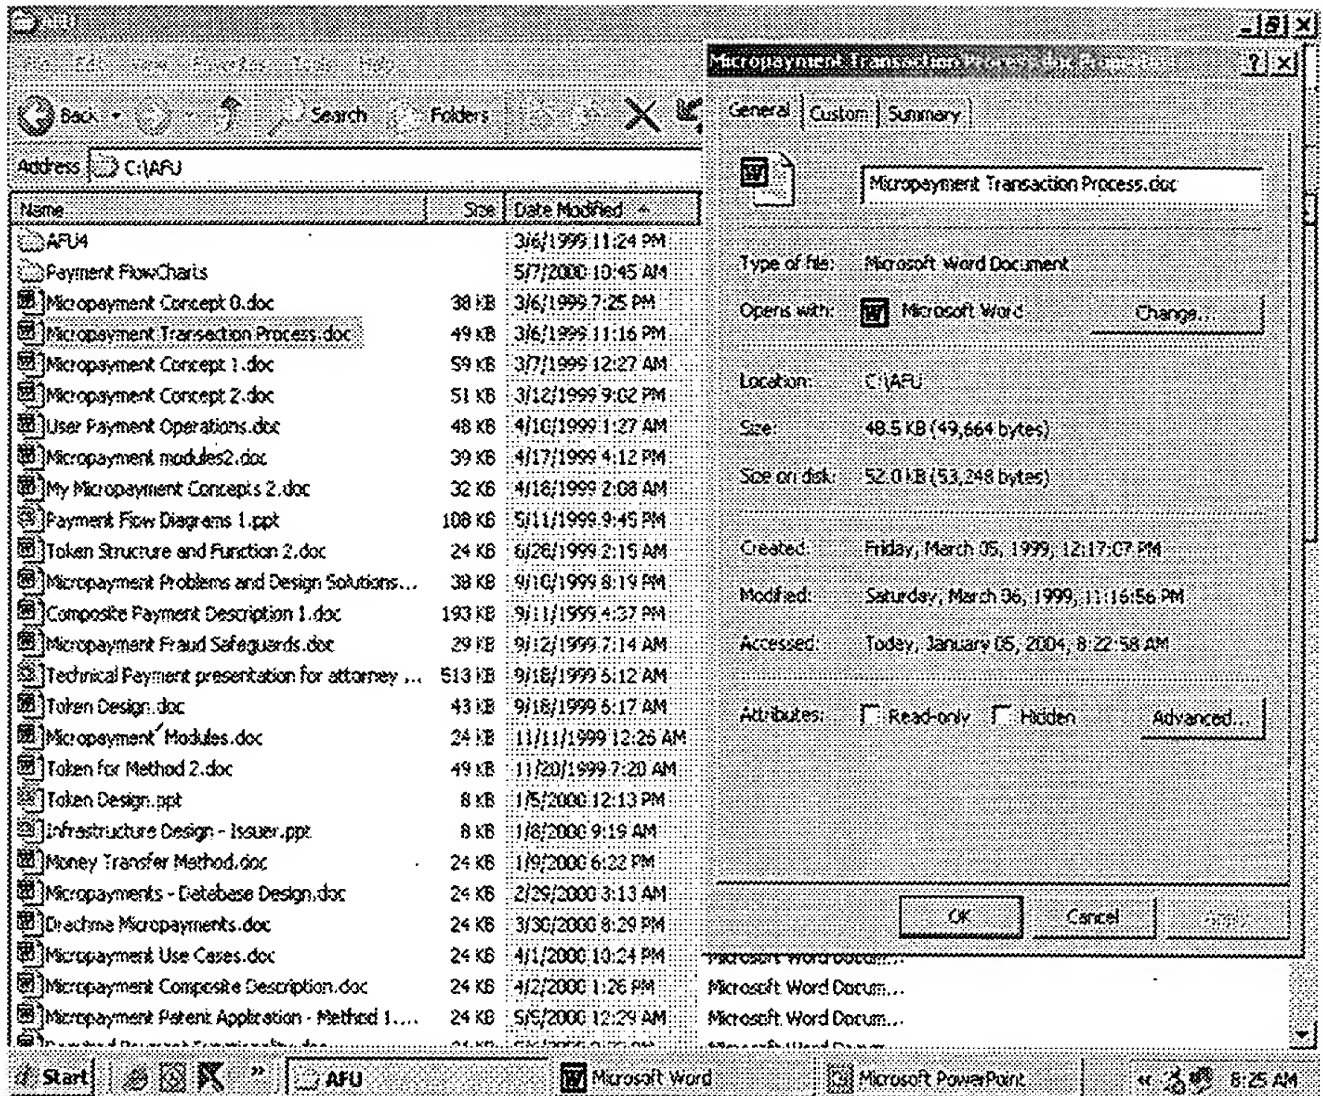 AFU
File Edit View Favorites Tools Help
Back Search Folders
Address C:\AFU
Name Size Date Modified
AFU4 3/6/1999 11:24 PM
Payment FlowCharts 5/7/2000 10:45 AM
Micropayment Concept 0.doc 38 KB 3/6/1999 7:25 PM
Micropayment Transaction Process.doc 49 KB 3/6/1999 11:16 PM
Micropayment Concept 1.doc 59 KB 3/7/1999 12:27 AM
Micropayment Concept 2.doc 51 KB 3/12/1999 9:02 PM
User Payment Operations.doc 48 KB 4/10/1999 1:27 AM
Micropayment modules2.doc 39 KB 4/17/1999 4:12 PM
My Micropayment Concepts 2.doc 32 KB 4/18/1999 2:08 AM
Payment Flow Diagrams 1.ppt 108 KB 5/11/1999 9:45 PM
Token Structure and Function 2.doc 24 KB 6/28/1999 2:15 AM
Micropayment Problems and Design Solutions... 38 KB 9/10/1999 8:19 PM
Composite Payment Description 1.doc 193 KB 9/11/1999 4:37 PM
Micropayment Fraud Safeguards.doc 29 KB 9/12/1999 7:14 AM
Technical Payment presentation for attorney ... 513 KB 9/18/1999 6:12 AM
Token Design.doc 43 KB 9/18/1999 6:17 AM
Micropayment Modules.doc 24 KB 11/11/1999 12:26 AM
Token for Method 2.doc 49 KB 11/20/1999 7:20 AM
Token Design.ppt 8 KB 1/5/2000 12:13 PM
Infrastructure Design - Issuer.ppt 8 KB 1/8/2000 9:19 AM
Money Transfer Method.doc 24 KB 1/9/2000 6:22 PM
Micropayments - Database Design.doc 24 KB 2/29/2000 3:13 AM
Drachma Micropayments.doc 24 KB 3/30/2000 8:29 PM
Micropayment Use Cases.doc 24 KB 4/1/2000 10:24 PM
Micropayment Composite Description.doc 24 KB 4/2/2000 1:26 PM
Micropayment Patent Application - Method 1.... 24 KB 5/5/2000 12:29 AM
Micropayment Transaction Process.doc
General Custom Summary
Micropayment Transaction Process.doc
Type of file: Microsoft Word Document
Opens with: Microsoft Word Change...
Location: C:\AFU
Size: 48.5 KB (49,664 bytes)
Size on disk: 52.0 KB (53,248 bytes)
Created: Friday, March 05, 1999, 12:17:07 PM
Modified: Saturday, March 06, 1999, 11:16:56 PM
Accessed: Today, January 05, 2004, 8:22:58 AM
Attributes: Read-only Hidden Advanced...
OK Cancel Apply
Microsoft Word Docum...
Microsoft Word Docum...
Microsoft Word Docum...
Start » AFU Microsoft Word Microsoft PowerPoint « 8:25 AM